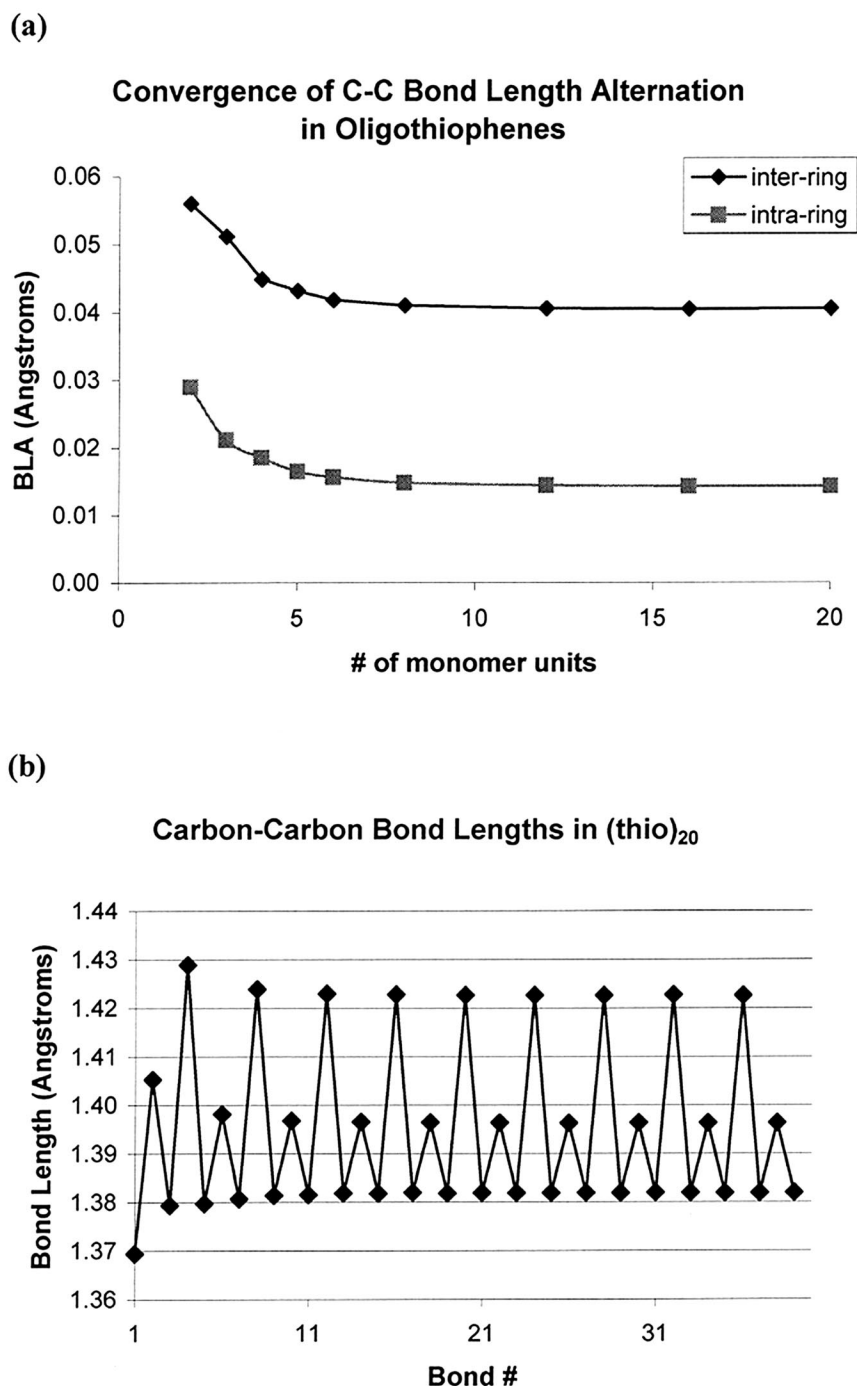 (a)
Convergence of C-C Bond Length Alternation
in Oligothiophenes
inter-ring
intra-ring
BLA (Angstroms)
0.06
0.05
0.04
0.03
0.02
0.01
0.00
0
5
10
15
20
# of monomer units
(b)
Carbon-Carbon Bond Lengths in (thio)₂₀
Bond Length (Angstroms)
1.44
1.43
1.42
1.41
1.40
1.39
1.38
1.37
1.36
1
11
21
31
Bond #